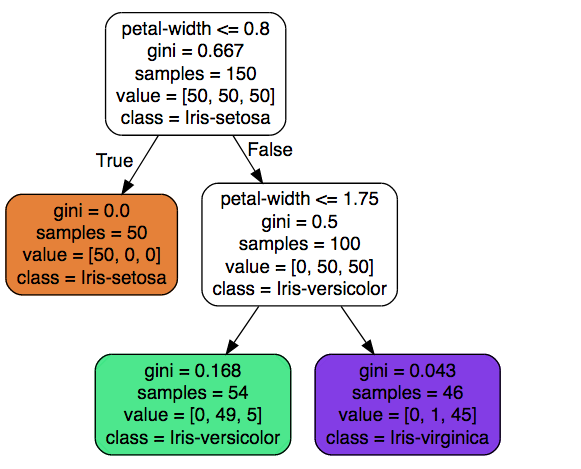 petal-width <= 0.8
gini = 0.667
samples = 150
value = [50, 50, 50]
class = Iris-setosa
True
False
gini = 0.0
samples = 50
value = [50, 0, 0]
class = Iris-setosa
petal-width <= 1.75
gini = 0.5
samples = 100
value = [0, 50, 50]
class = Iris-versicolor
gini = 0.168
samples = 54
value = [0, 49, 5]
class = Iris-versicolor
gini = 0.043
samples = 46
value = [0, 1, 45]
class = Iris-virginica